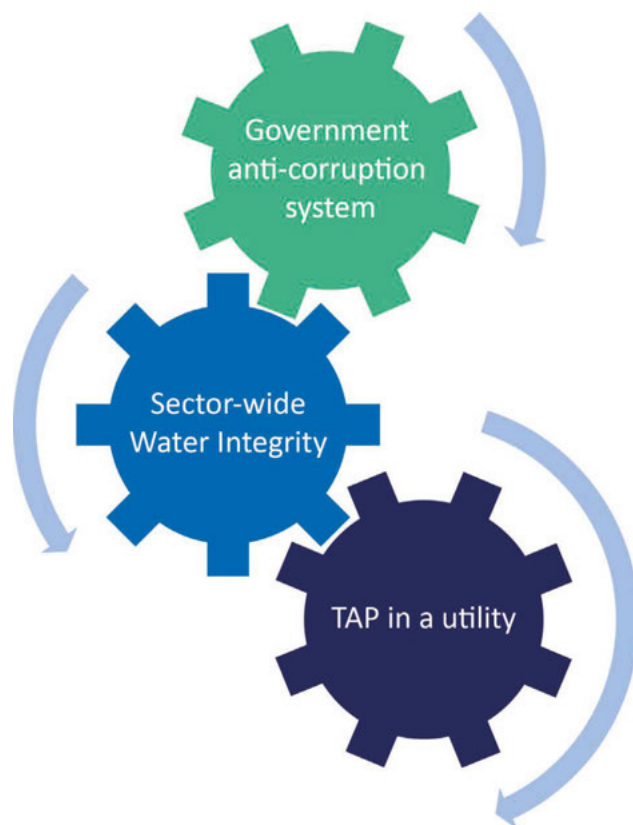 Government
anti-corruption
system
Sector-wide
Water Integrity
TAP in a utility